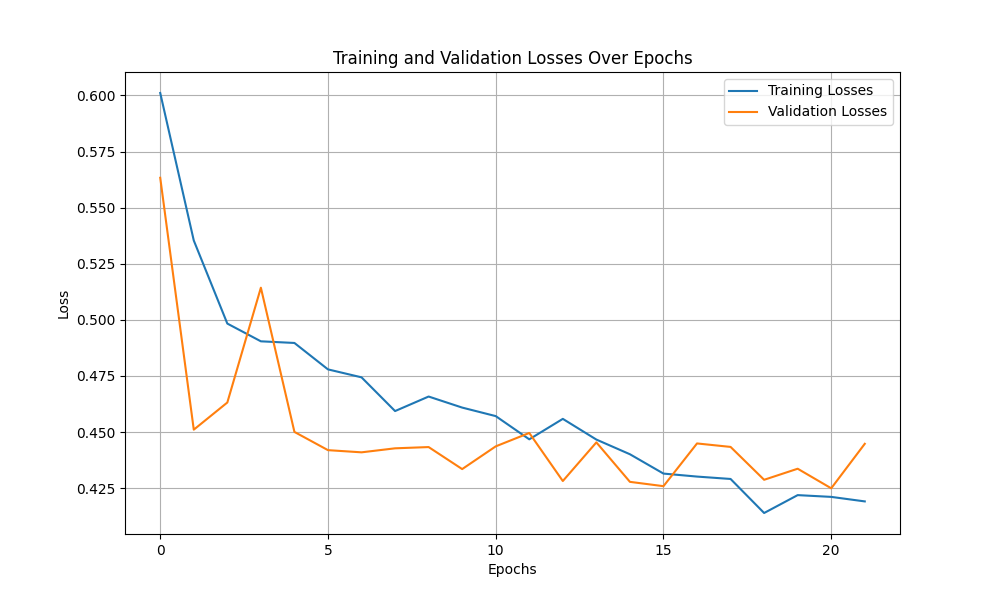 Training and Validation Losses Over Epochs
Training Losses
Validation Losses
0.600
0.575
0.550
0.525
0.500
0.475
0.450
0.425
Loss
0 5 10 15 20
Epochs